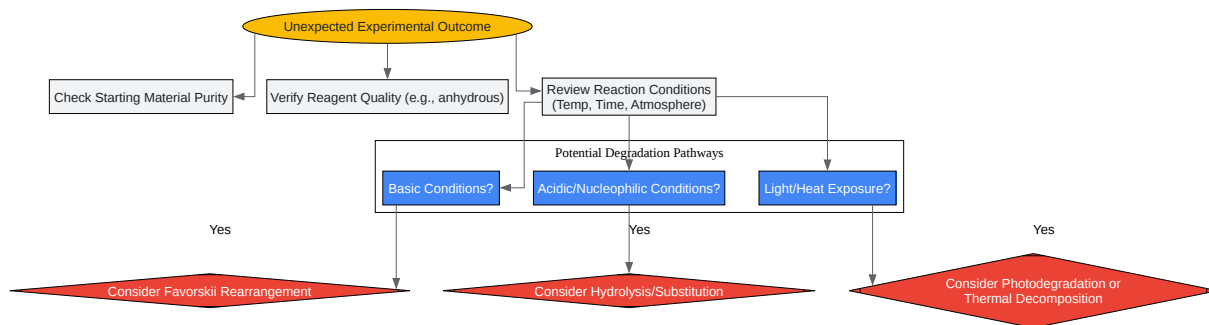 Unexpected Experimental Outcome
Check Starting Material Purity
Verify Reagent Quality (e.g., anhydrous)
Review Reaction Conditions
(Temp, Time, Atmosphere)
Potential Degradation Pathways
Basic Conditions?
Acidic/Nucleophilic Conditions?
Light/Heat Exposure?
Yes
Yes
Yes
Consider Favorskii Rearrangement
Consider Hydrolysis/Substitution
Consider Photodegradation or
Thermal Decomposition